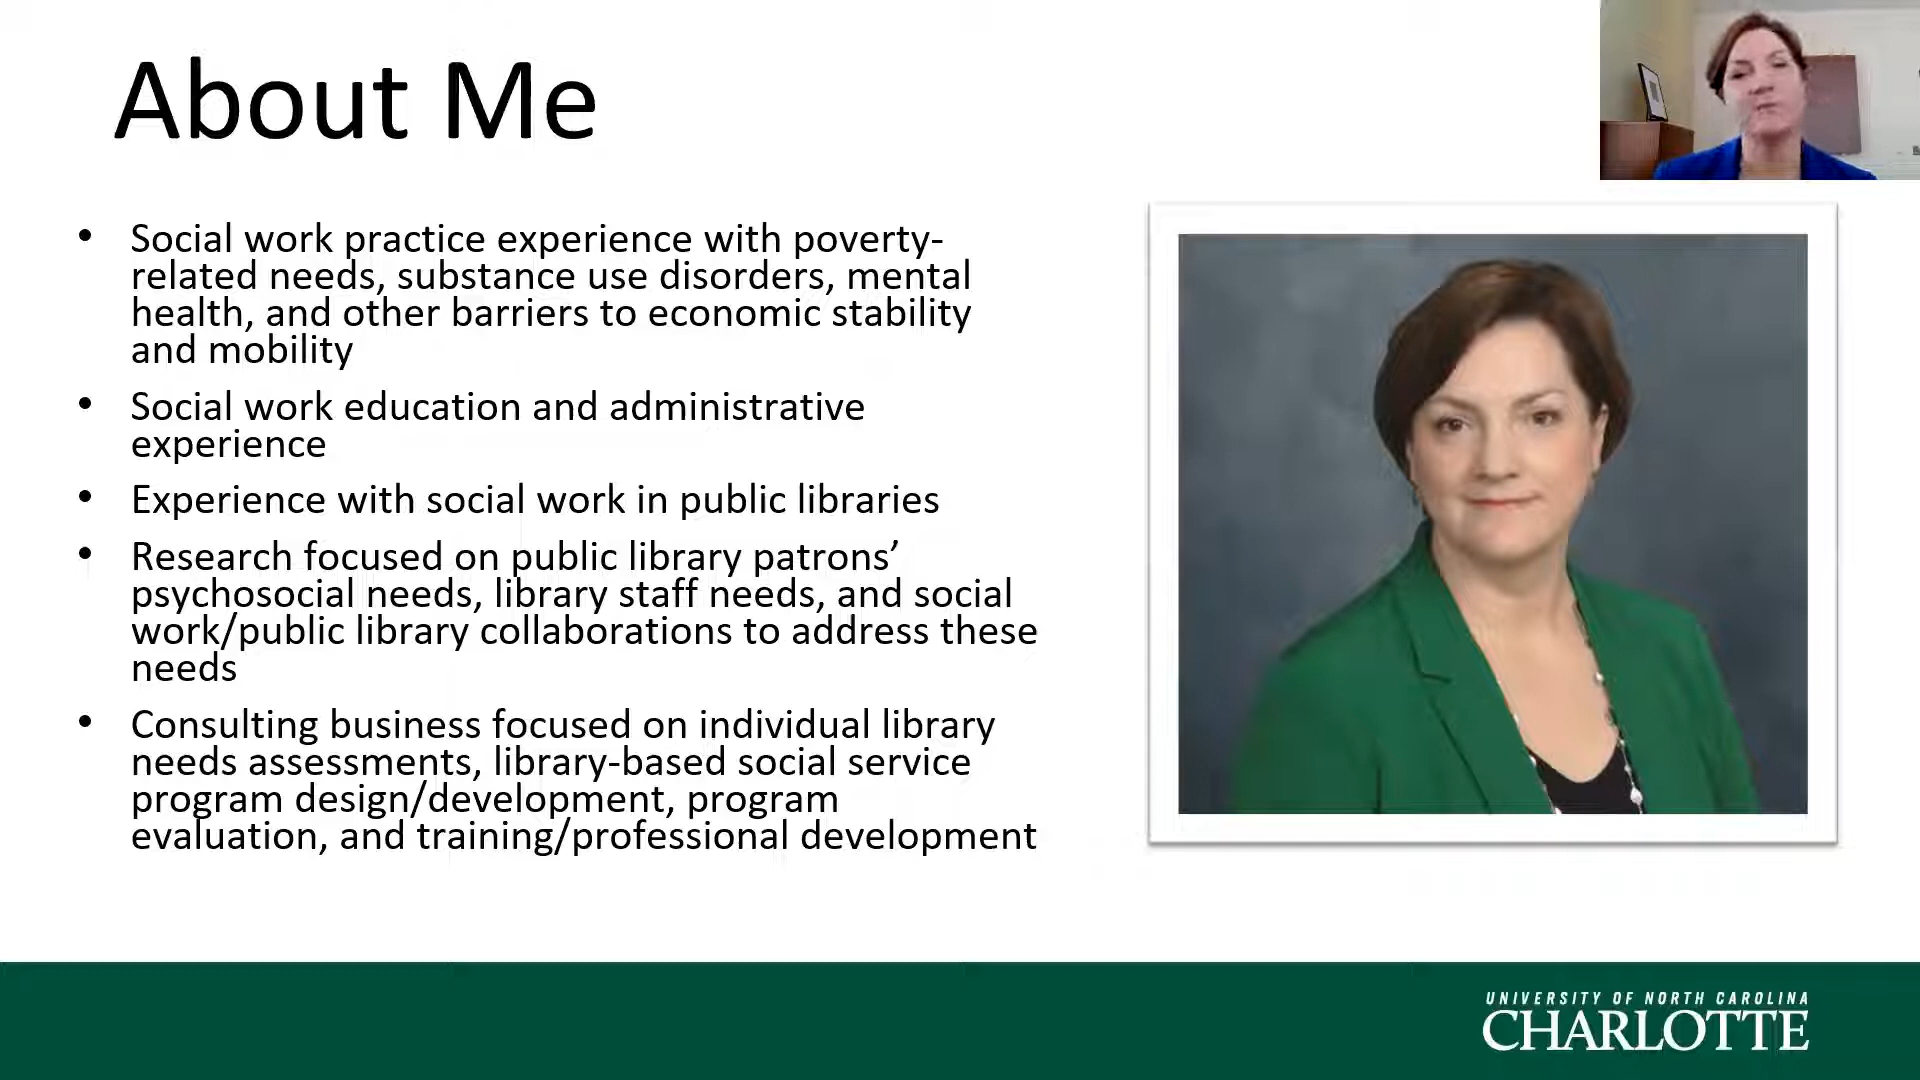 About Me
• Social work practice experience with poverty-
related needs, substance use disorders, mental
health, and other barriers to economic stability
and mobility
• Social work education and administrative
experience
• Experience with social work in public libraries
• Research focused on public library patrons’
psychosocial needs, library staff needs, and social
work/public library collaborations to address these
needs
• Consulting business focused on individual library
needs assessments, library-based social service
program design/development, program
evaluation, and training/professional development
UNIVERSITY OF NORTH CAROLINA
CHARLOTTE